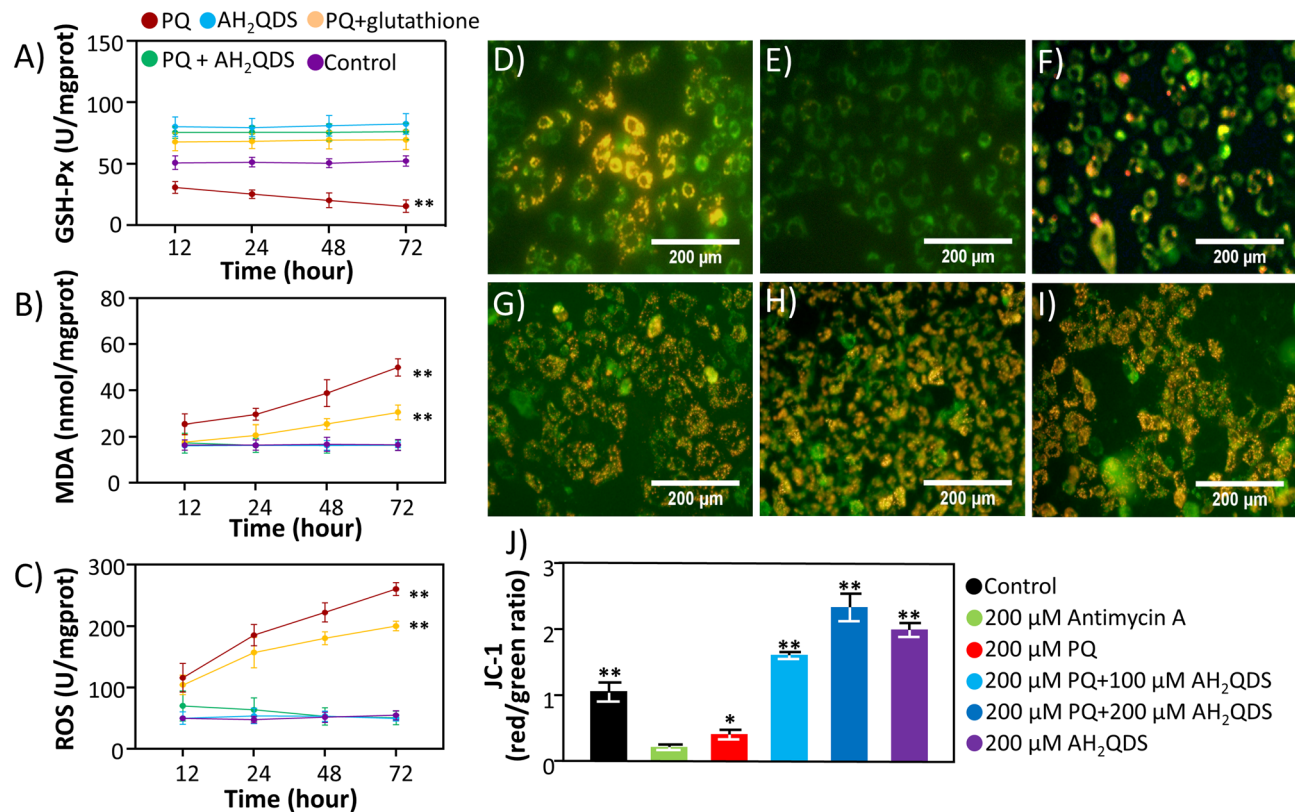 PQ AH₂QDS PQ+glutathione
PQ + AH₂QDS Control
A)
GSH-Px (U/mgprot)
150
100
50
0
**
12 24 48 72
Time (hour)
B)
MDA (nmol/mgprot)
80
60
40
20
0
**
**
12 24 48 72
Time (hour)
C)
ROS (U/mgprot)
300
200
100
0
**
**
12 24 48 72
Time (hour)
D)
200 µm
E)
200 µm
F)
200 µm
G)
200 µm
H)
200 µm
I)
200 µm
J)
JC-1
(red/green ratio)
3
2
1
0
**
*
**
**
**
Control
200 µM Antimycin A
200 µM PQ
200 µM PQ+100 µM AH₂QDS
200 µM PQ+200 µM AH₂QDS
200 µM AH₂QDS